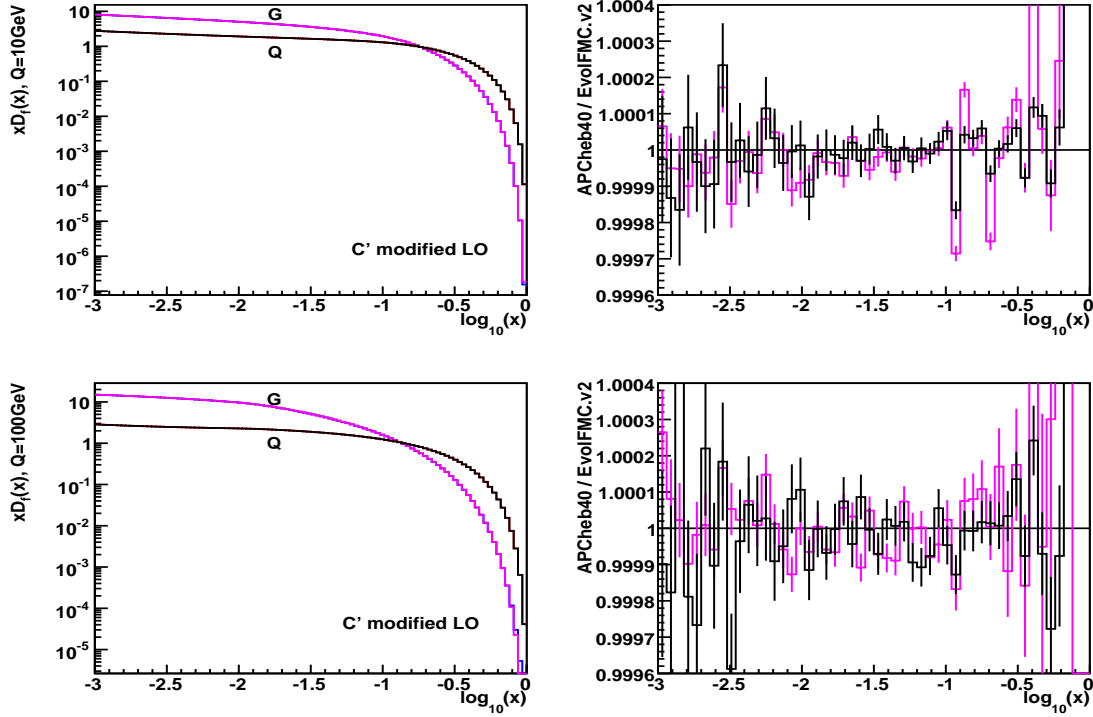 xD_f(x), Q=10GeV
10
1
10^-1
10^-2
10^-3
10^-4
10^-5
10^-6
10^-7
G
Q
C' modified LO
-3 -2.5 -2 -1.5 -1 -0.5 0
log_10(x)
APCheb40 / EvolFMC.v2
1.0004
1.0003
1.0002
1.0001
1
0.9999
0.9998
0.9997
0.9996
-3 -2.5 -2 -1.5 -1 -0.5 0
log_10(x)
xD_f(x), Q=100GeV
10
1
10^-1
10^-2
10^-3
10^-4
10^-5
G
Q
C' modified LO
-3 -2.5 -2 -1.5 -1 -0.5 0
log_10(x)
APCheb40 / EvolFMC.v2
1.0004
1.0003
1.0002
1.0001
1
0.9999
0.9998
0.9997
0.9996
-3 -2.5 -2 -1.5 -1 -0.5 0
log_10(x)